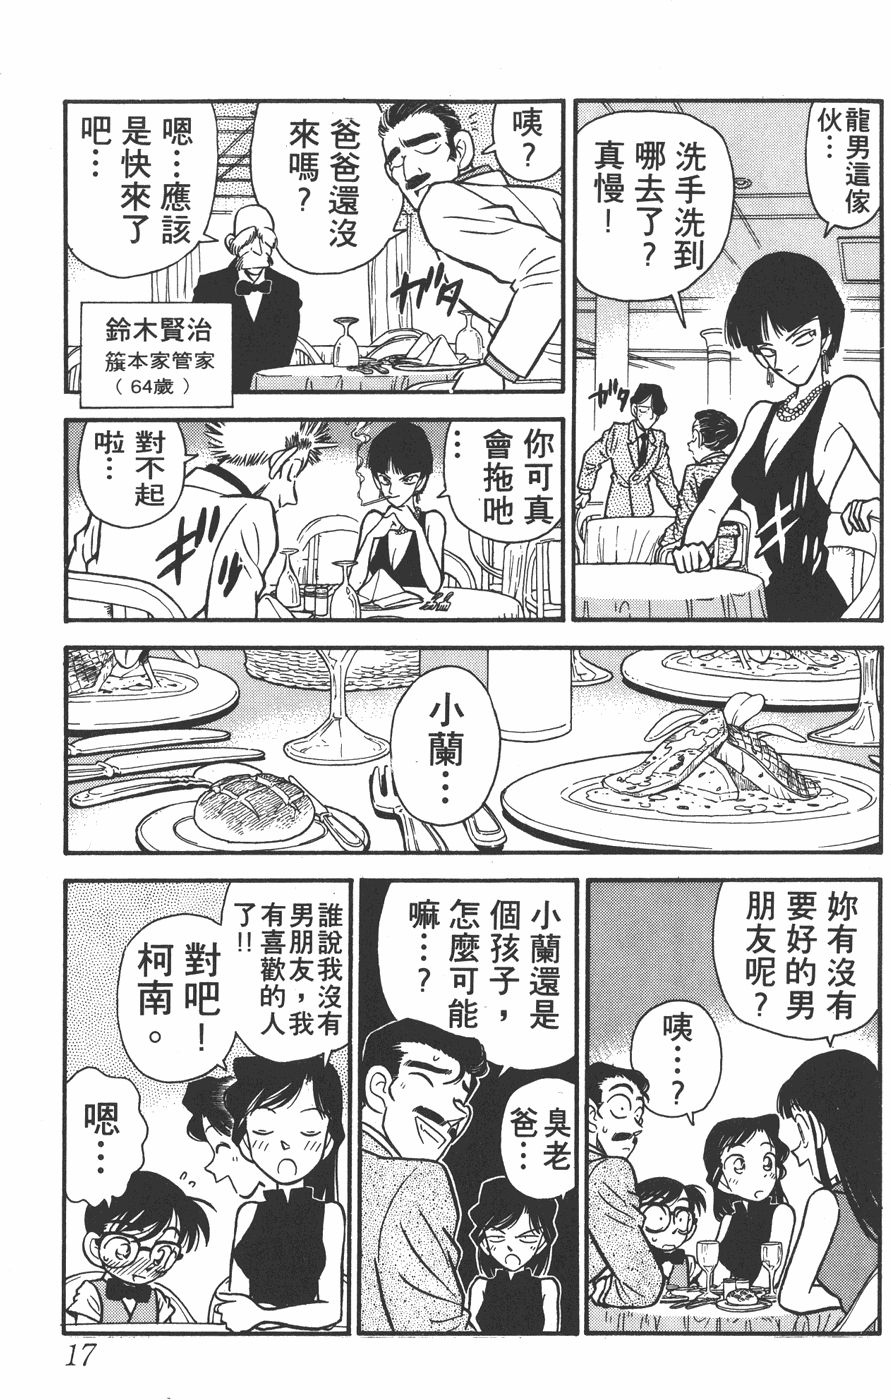 龍男這傢
伙…
洗手洗到
哪去了？
真慢！
ガタ
咦？
爸爸還沒
來嗎？
嗯…應該
是快來了
吧…
ガタ
鈴木賢治
簱本家管家
（64歲）
你可真
會拖吔
…
對不起
啦…
小蘭…
妳有沒有
要好的男
朋友呢？
咦…？
小蘭還是
個孩子，
怎麼可能
嘛…？
臭老
爸…
誰說我沒有
男朋友，我
有喜歡的人
了!!
對吧！
柯南。
嗯…
17